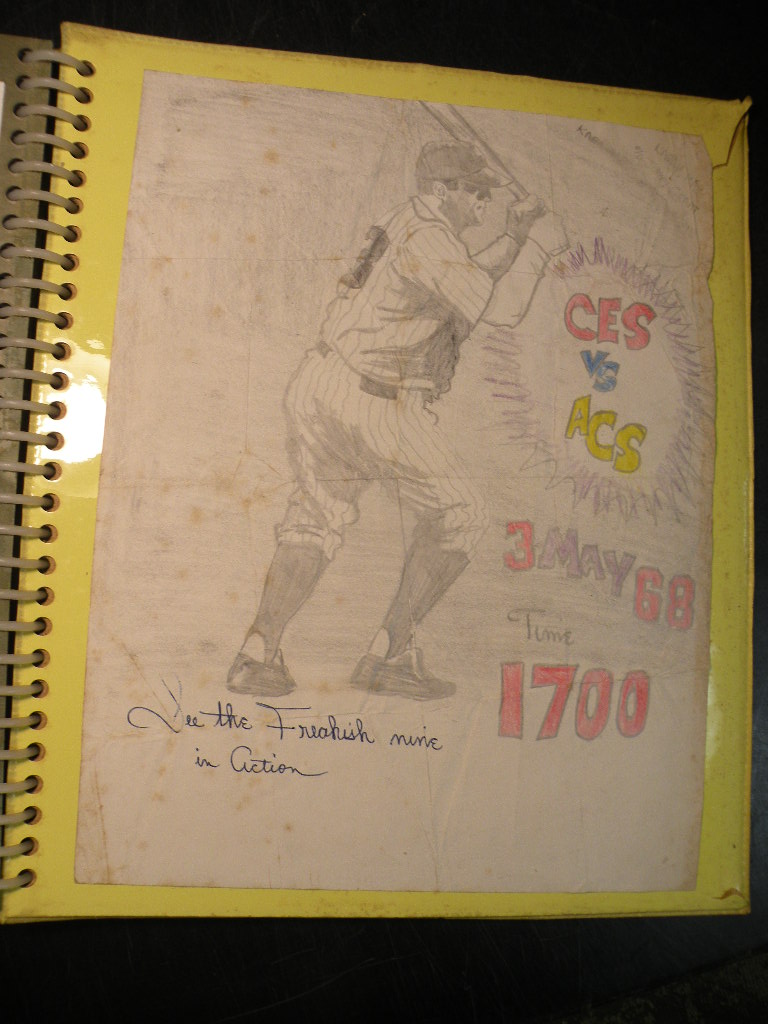 CES
vs
ACS
3 MAY 68
Time
1700
See the Freakish nine
in Action